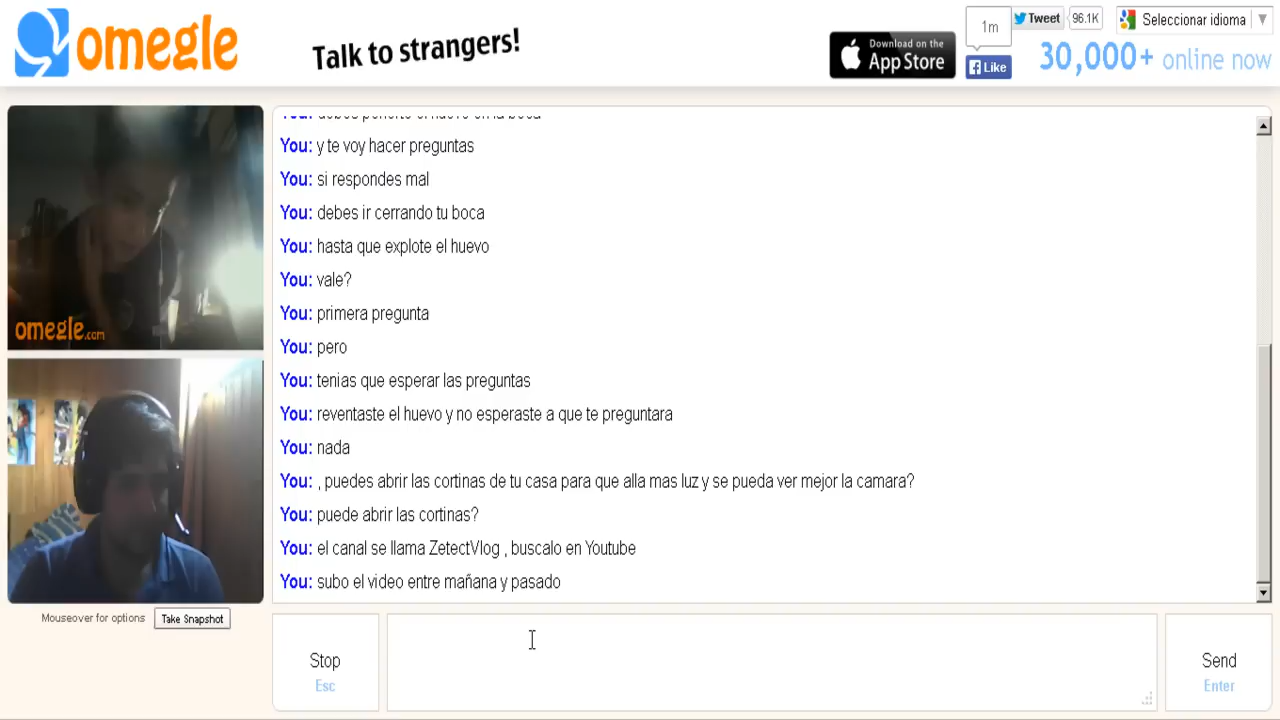 omegle
Talk to strangers!
Download on the
App Store
1m
Like
Tweet
96.1K
Seleccionar idioma
30,000+ online now
omegle.com
You: y te voy hacer preguntas
You: si respondes mal
You: debes ir cerrando tu boca
You: hasta que explote el huevo
You: vale?
You: primera pregunta
You: pero
You: tenias que esperar las preguntas
You: reventaste el huevo y no esperaste a que te preguntara
You: nada
You: , puedes abrir las cortinas de tu casa para que alla mas luz y se pueda ver mejor la camara?
You: puede abrir las cortinas?
You: el canal se llama ZetectVlog , buscalo en Youtube
You: subo el video entre mañana y pasado
Mouseover for options
Take Snapshot
Stop
Esc
Send
Enter